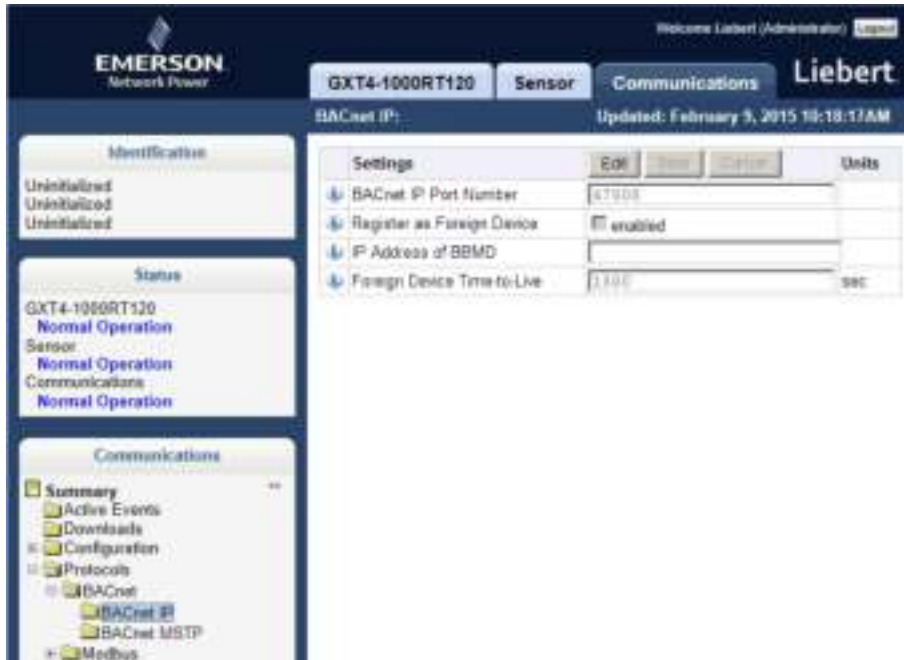 Welcome Liebert (Administrator) Logout
EMERSON
Network Power
GXT4-1000RT120
Sensor
Communications
Liebert
BACnet IP:
Updated: February 9, 2015 10:18:17AM
Identification
Uninitialized
Uninitialized
Uninitialized
Status
GXT4-1000RT120
Normal Operation
Sensor
Normal Operation
Communications
Normal Operation
Communications
Summary
Active Events
Downloads
Configuration
Protocols
BACnet
BACnet IP
BACnet MSTP
Modbus
Settings Edit Save Cancel Units
BACnet IP Port Number 47808
Register as Foreign Device enabled
IP Address of BBMD
Foreign Device Time-to-Live 1800 sec